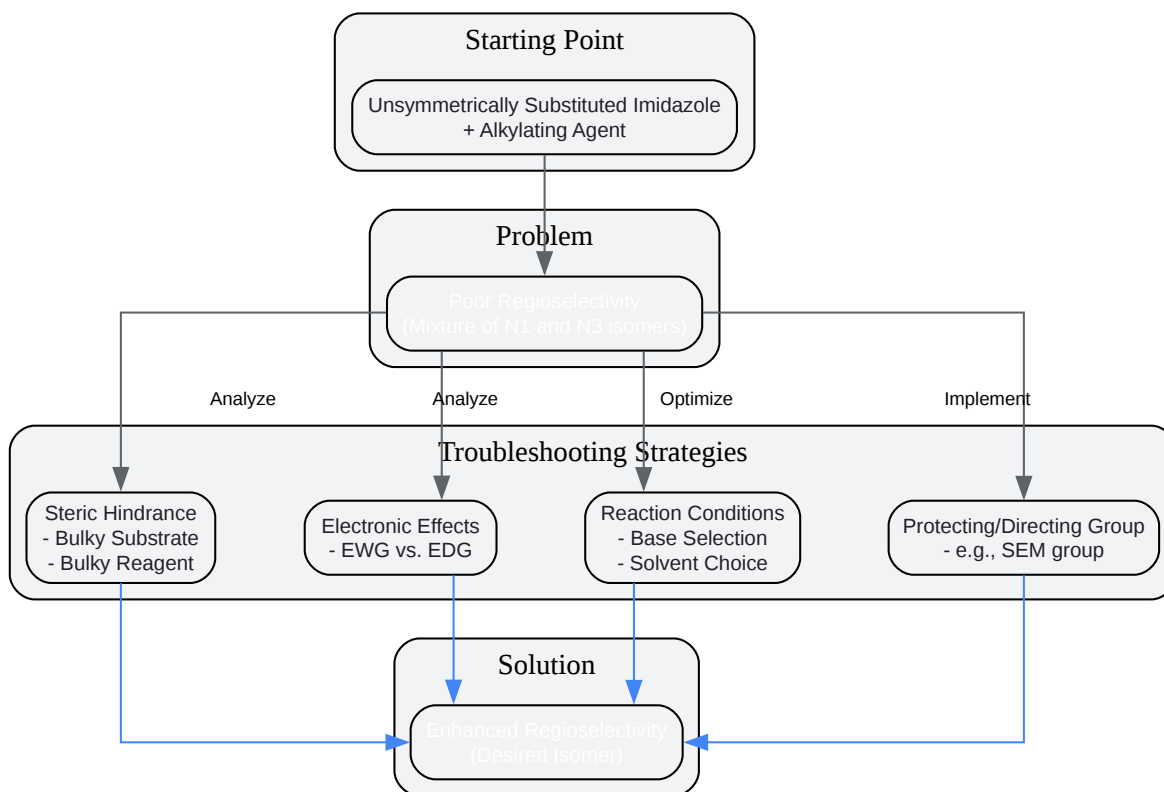 Starting Point
Unsymmetrically Substituted Imidazole
+ Alkylating Agent
Problem
Poor Regioselectivity
(Mixture of N1 and N3 isomers)
Analyze
Analyze
Optimize
Implement
Troubleshooting Strategies
Steric Hindrance
- Bulky Substrate
- Bulky Reagent
Electronic Effects
- EWG vs. EDG
Reaction Conditions
- Base Selection
- Solvent Choice
Protecting/Directing Group
- e.g., SEM group
Solution
Enhanced Regioselectivity
(Desired Isomer)